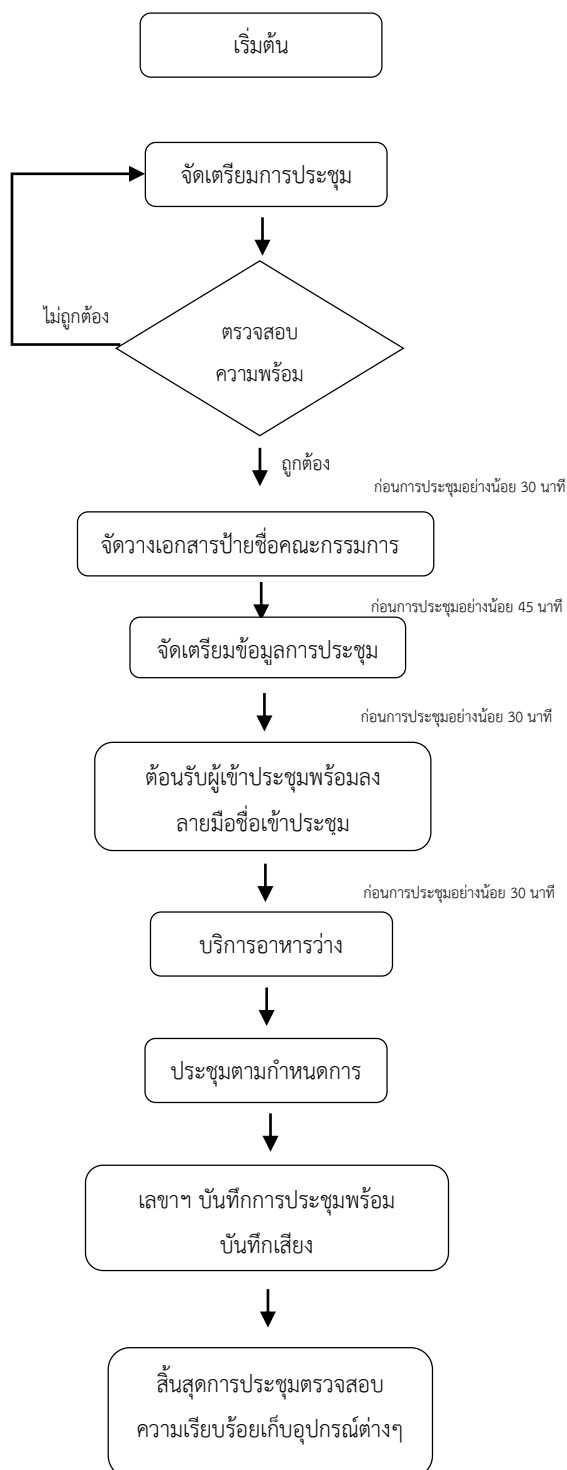 เริ่มต้น
จัดเตรียมการประชุม
ไม่ถูกต้อง
ตรวจสอบ
ความพร้อม
ถูกต้อง
ก่อนการประชุมอย่างน้อย 30 นาที
จัดวางเอกสารป้ายชื่อคณะกรรมการ
ก่อนการประชุมอย่างน้อย 45 นาที
จัดเตรียมข้อมูลการประชุม
ก่อนการประชุมอย่างน้อย 30 นาที
ต้อนรับผู้เข้าประชุมพร้อมลง
ลายมือชื่อเข้าประชุม
ก่อนการประชุมอย่างน้อย 30 นาที
บริการอาหารว่าง
ประชุมตามกำหนดการ
เลขาฯ บันทึกการประชุมพร้อม
บันทึกเสียง
สิ้นสุดการประชุมตรวจสอบ
ความเรียบร้อยเก็บอุปกรณ์ต่างๆ